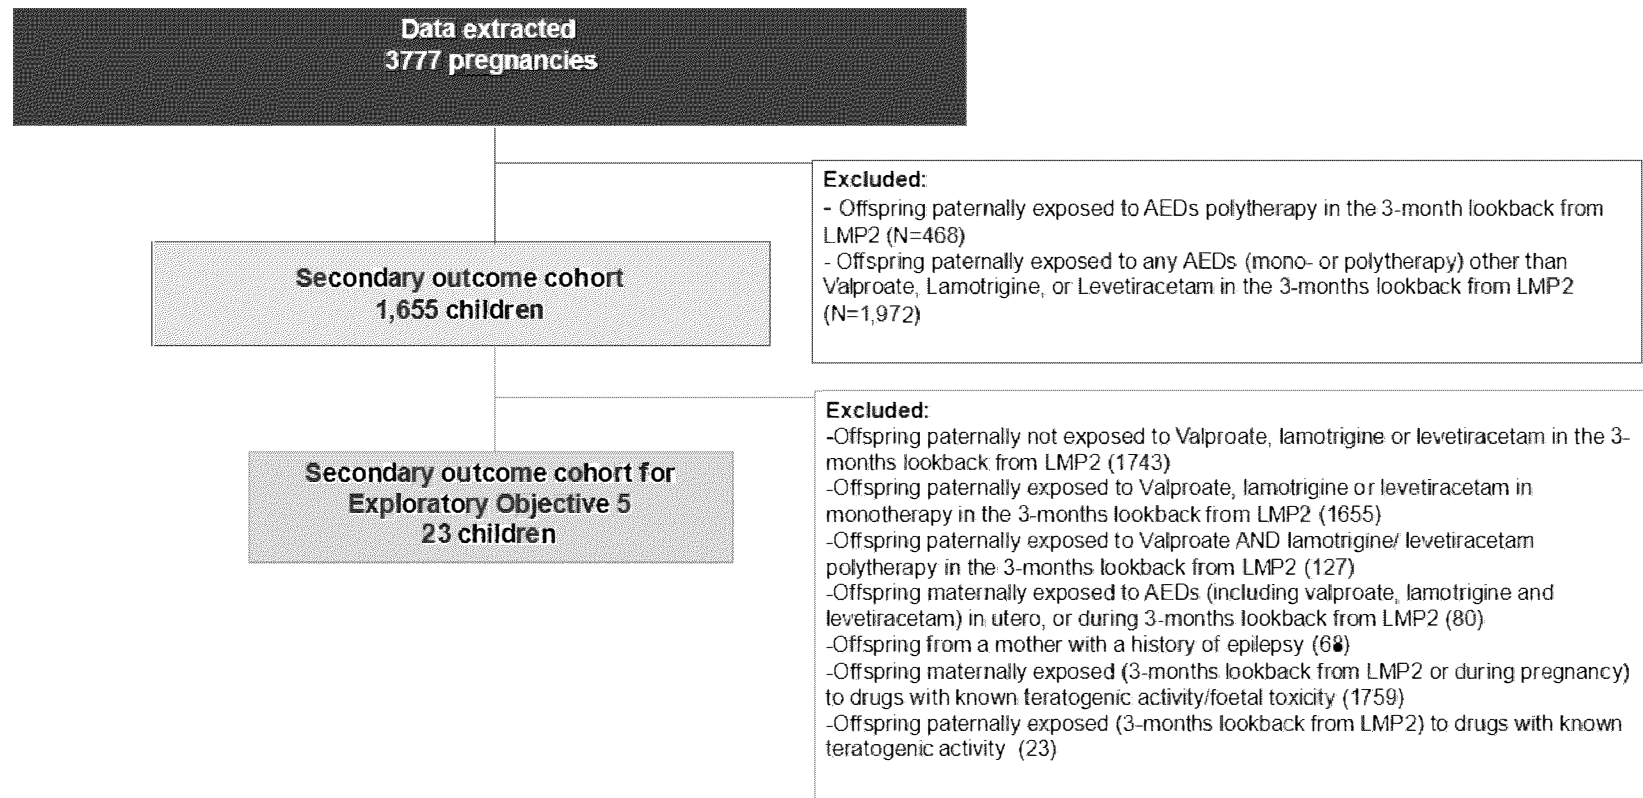 Data extracted
3777 pregnancies
Excluded:
- Offspring paternally exposed to AEDs polytherapy in the 3-month lookback from
LMP2 (N=468)
- Offspring paternally exposed to any AEDs (mono- or polytherapy) other than
Valproate, Lamotrigine, or Levetiracetam in the 3-months lookback from LMP2
(N=1,972)
Secondary outcome cohort
1,655 children
Excluded:
-Offspring paternally not exposed to Valproate, lamotrigine or levetiracetam in the 3-
months lookback from LMP2 (1743)
-Offspring paternally exposed to Valproate, lamotrigine or levetiracetam in
monotherapy in the 3-months lookback from LMP2 (1655)
-Offspring paternally exposed to Valproate AND lamotrigine/ levetiracetam
polytherapy in the 3-months lookback from LMP2 (127)
-Offspring maternally exposed to AEDs (including valproate, lamotrigine and
levetiracetam) in utero, or during 3-months lookback from LMP2 (80)
-Offspring from a mother with a history of epilepsy
-Offspring maternally exposed (3-months lookback from LMP2 or during pregnancy)
to drugs with known teratogenic activity/foetal toxicity (1759)
-Offspring paternally exposed (3-months lookback from LMP2) to drugs with known
teratogenic activity (23)
Secondary outcome cohort for
Exploratory Objective 5
23 children